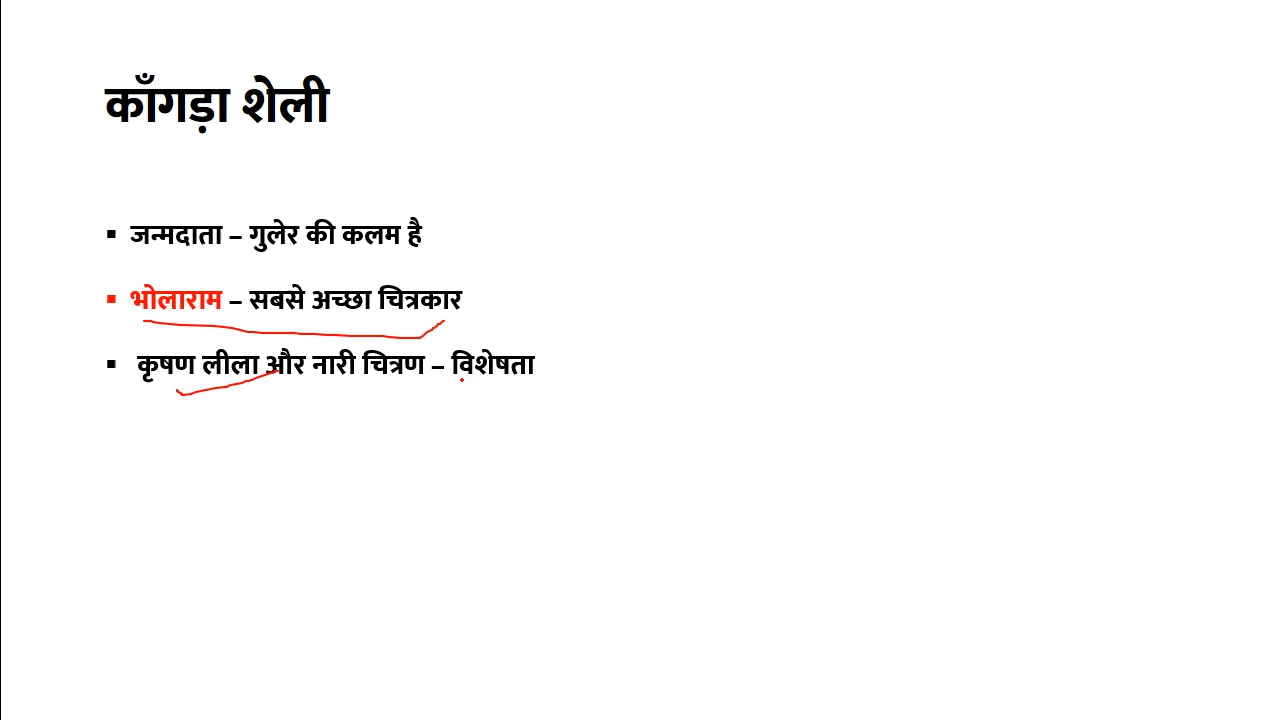 काँगड़ा शेली
▪ जन्मदाता – गुलेर की कलम है
▪ भोलाराम – सबसे अच्छा चित्रकार
▪ कृषण लीला और नारी चित्रण – विशेषता